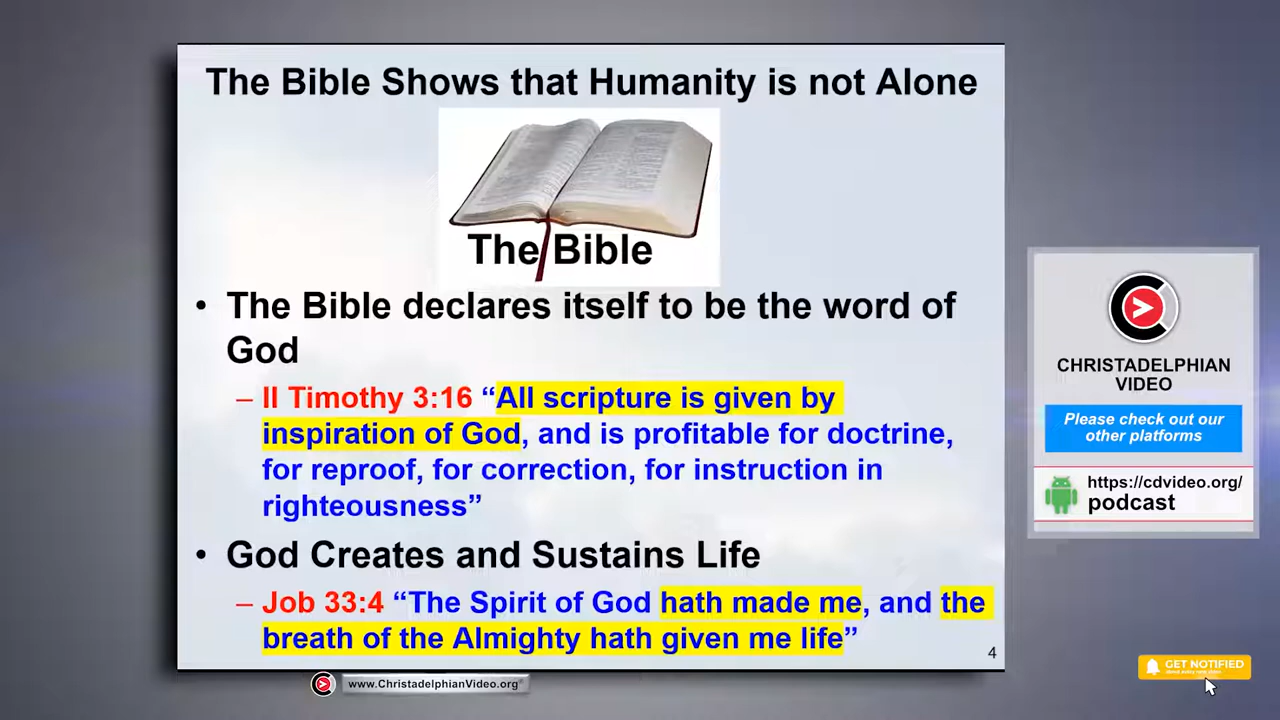 The Bible Shows that Humanity is not Alone
The Bible
• The Bible declares itself to be the word of
God
– II Timothy 3:16 “All scripture is given by
inspiration of God, and is profitable for doctrine,
for reproof, for correction, for instruction in
righteousness”
• God Creates and Sustains Life
– Job 33:4 “The Spirit of God hath made me, and the
breath of the Almighty hath given me life”
4
www.ChristadelphianVideo.org
CHRISTADELPHIAN
VIDEO
Please check out our
other platforms
https://cdvideo.org/
podcast
GET NOTIFIED